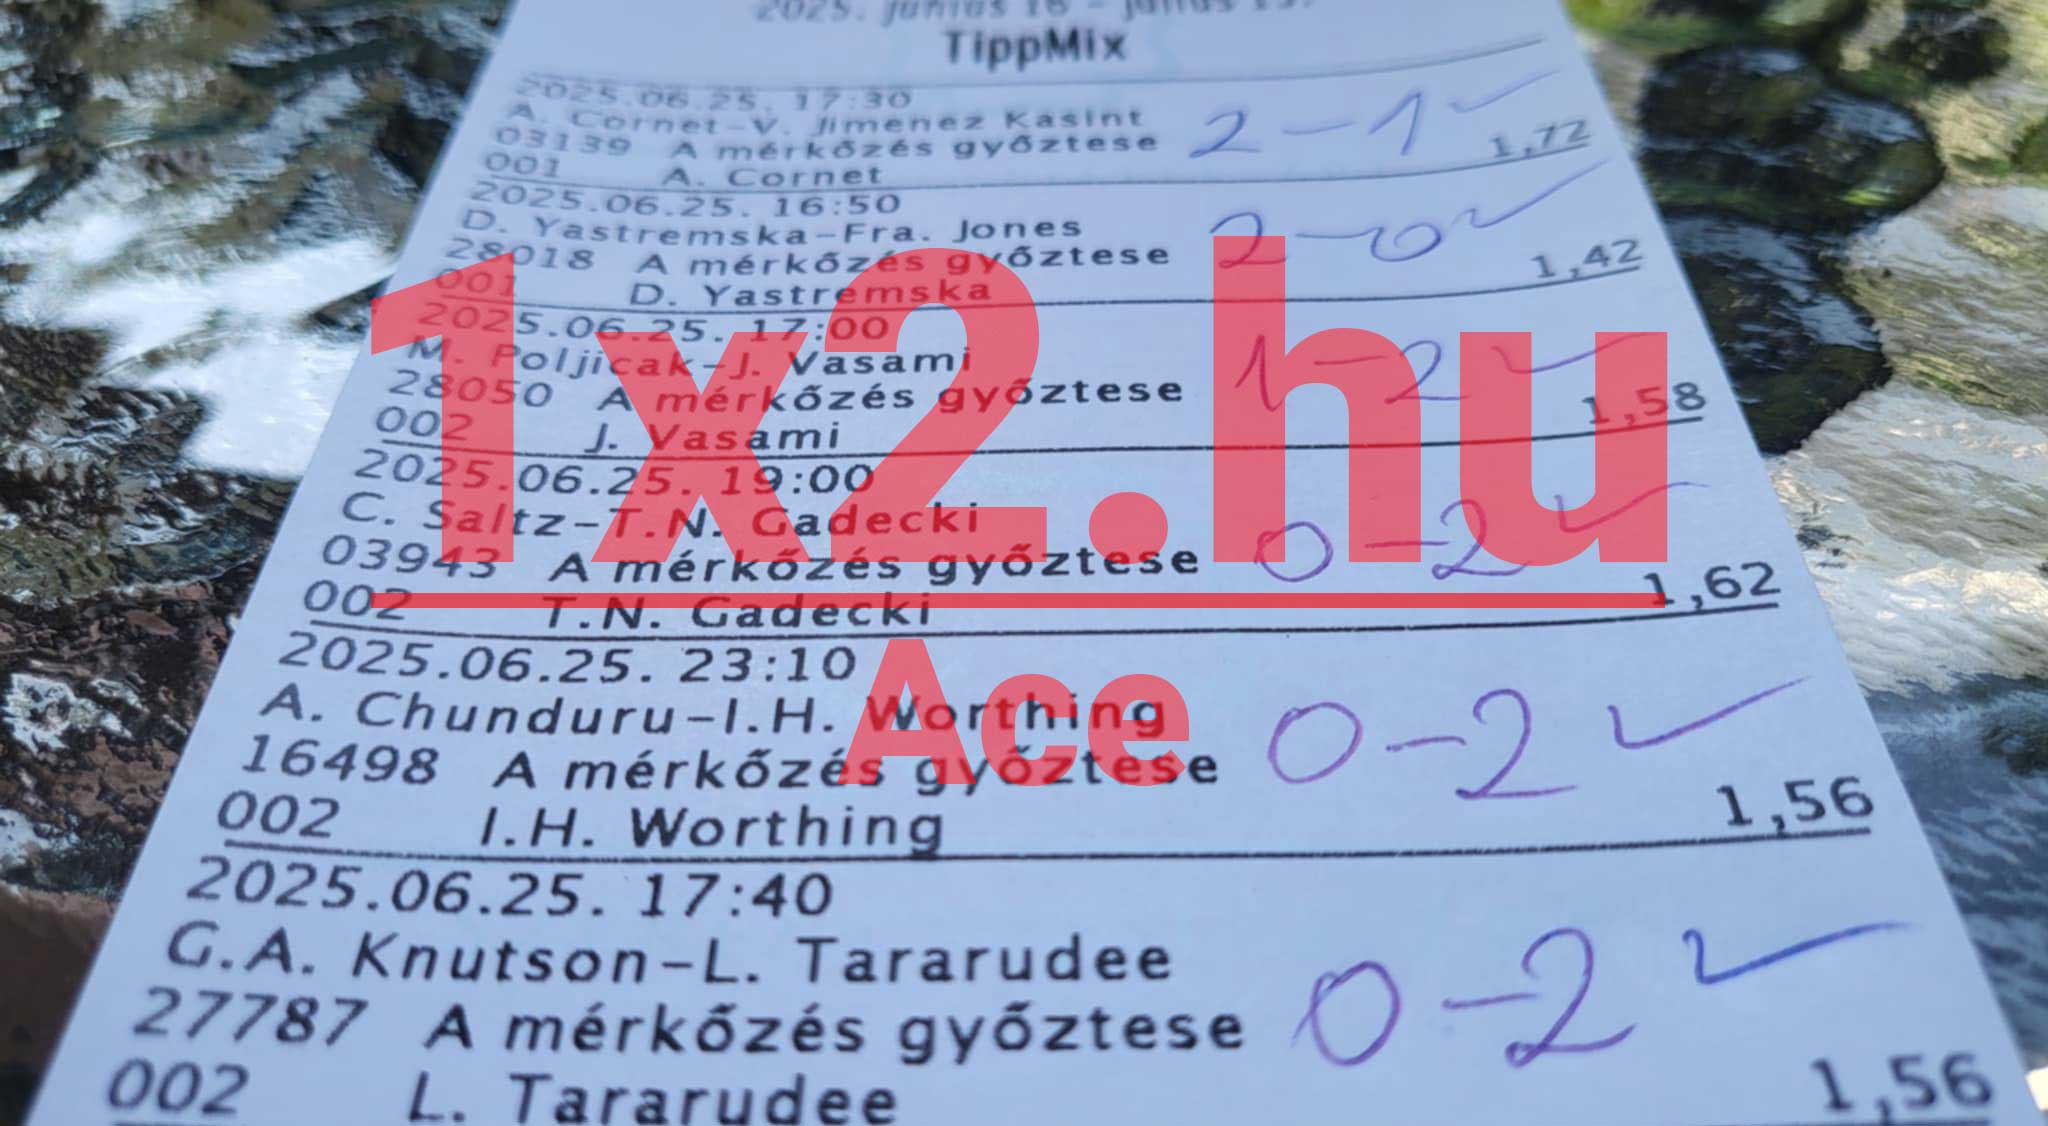 2025. június 16 - július 15.
TippMix
2025.06.25. 17:30
A. Cornet-V. Jimenez Kasint
03139 A mérkőzés győztese 2-1 ✓
001 A. Cornet 1,72
2025.06.25. 16:50
D. Yastremska-Fra. Jones
28018 A mérkőzés győztese 2-0 ✓
001 D. Yastremska 1,42
2025.06.25. 17:00
M. Poljicak-J. Vasami
28050 A mérkőzés győztese 1-2 ✓
002 J. Vasami 1,58
2025.06.25. 19:00
C. Saltz-T.N. Gadecki
03943 A mérkőzés győztese 0-2 ✓
002 T.N. Gadecki 1,62
2025.06.25. 23:10
A. Chunduru-I.H. Worthing
16498 A mérkőzés győztese 0-2 ✓
002 I.H. Worthing 1,56
2025.06.25. 17:40
G.A. Knutson-L. Tararudee
27787 A mérkőzés győztese 0-2 ✓
002 L. Tararudee 1,56
1x2.hu
Ace